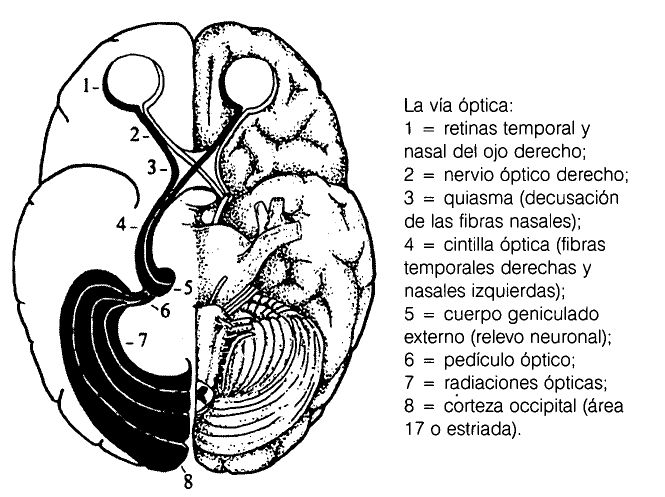 1
2
3
4
5
6
7
8
La vía óptica:
1 = retinas temporal y
nasal del ojo derecho;
2 = nervio óptico derecho;
3 = quiasma (decusación
de las fibras nasales);
4 = cintilla óptica (fibras
temporales derechas y
nasales izquierdas);
5 = cuerpo geniculado
externo (relevo neuronal);
6 = pedículo óptico;
7 = radiaciones ópticas;
8 = corteza occipital (área
17 o estriada).